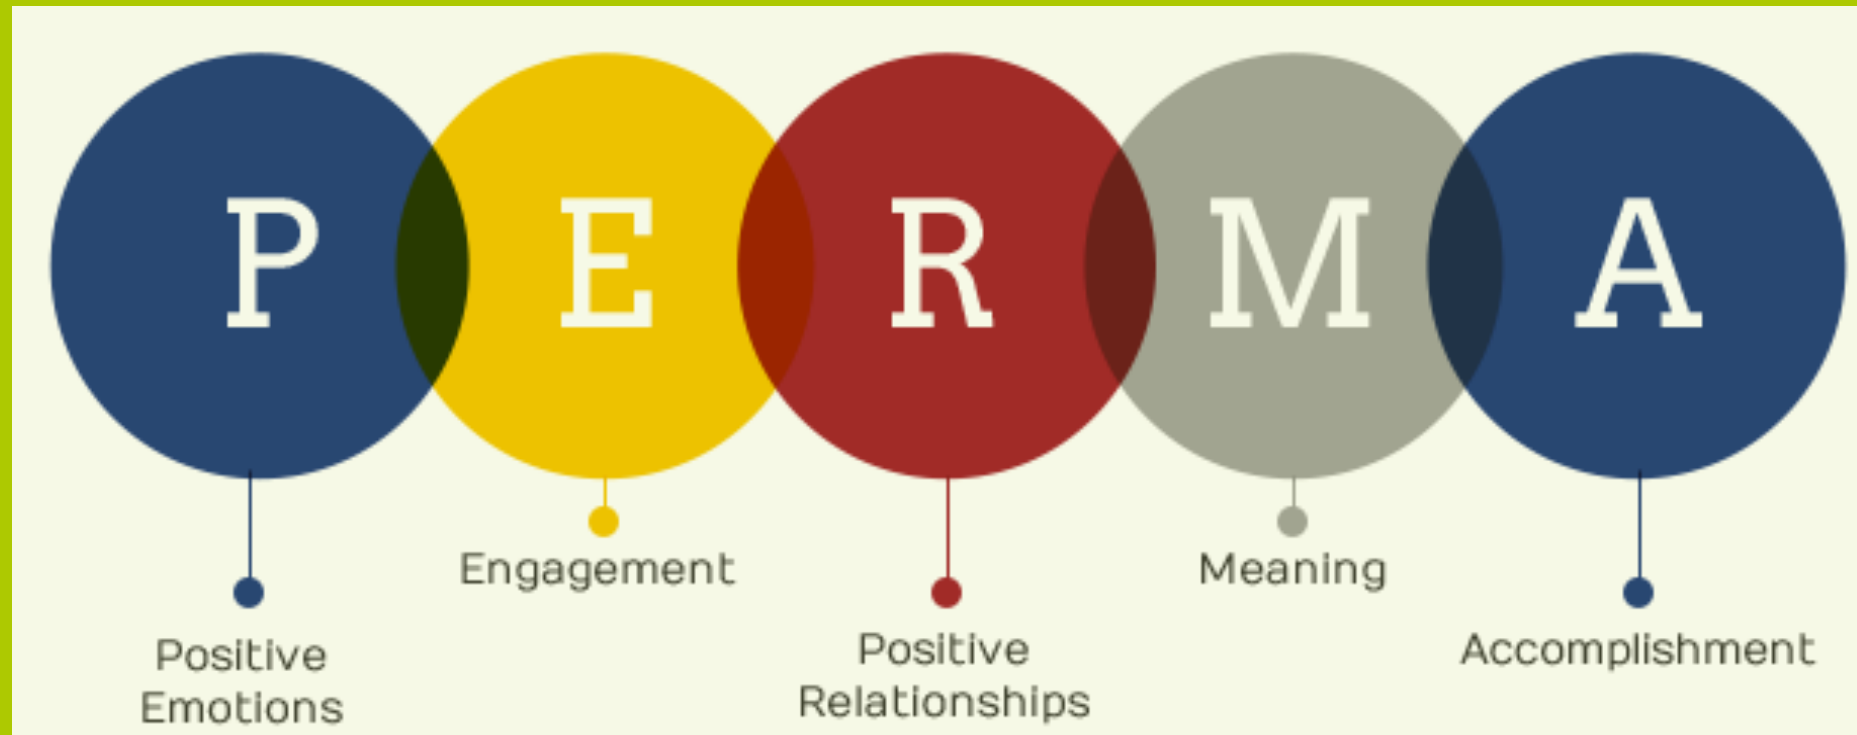 P E R M A
Engagement
Meaning
Positive
Emotions
Positive
Relationships
Accomplishment